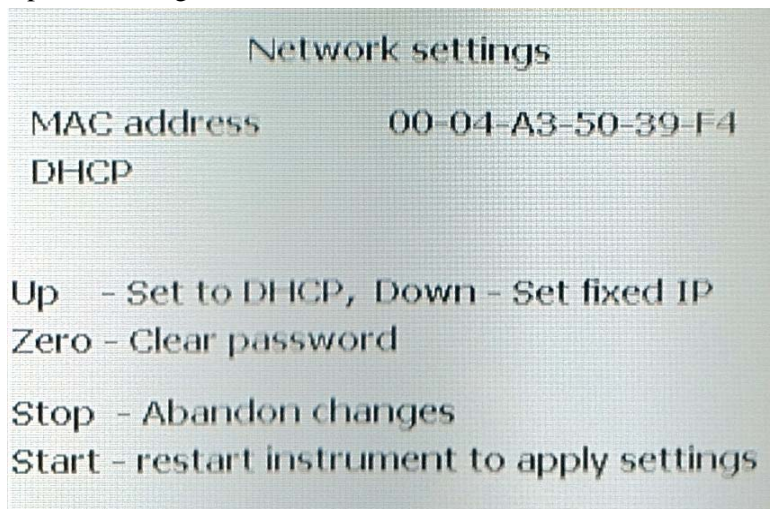 Network settings
MAC address 00-04-A3-50-39-F4
DHCP
Up - Set to DHCP, Down - Set fixed IP
Zero - Clear password
Stop - Abandon changes
Start - restart instrument to apply settings